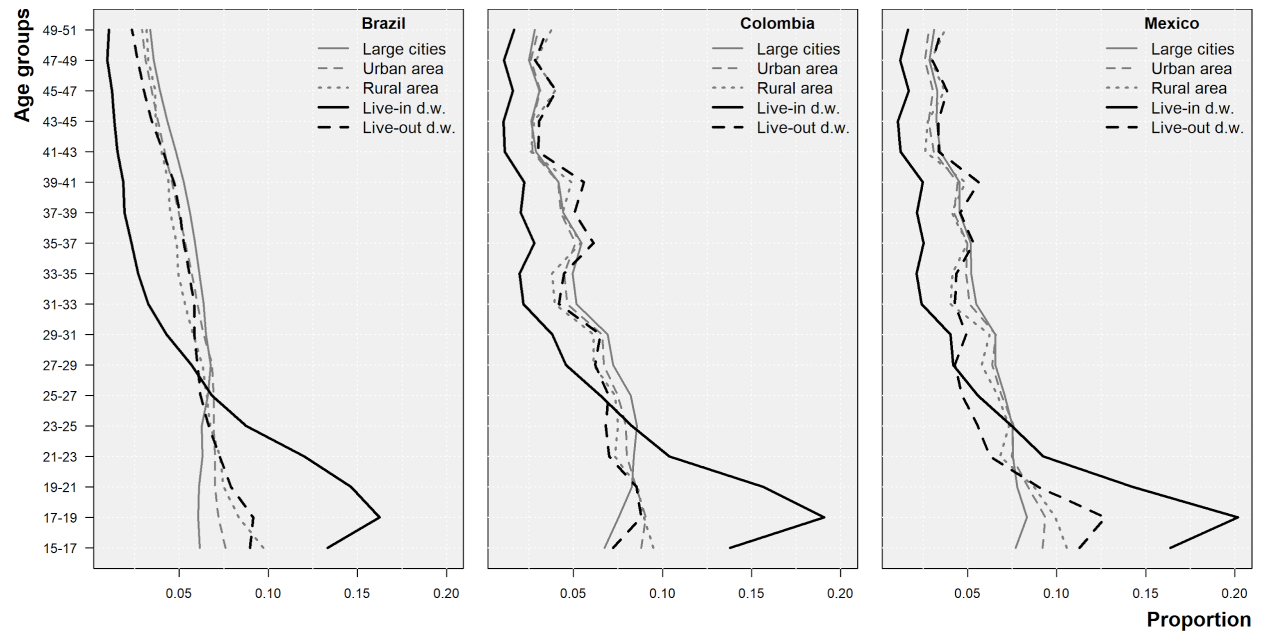 Age groups
49-51
47-49
45-47
43-45
41-43
39-41
37-39
35-37
33-35
31-33
29-31
27-29
25-27
23-25
21-23
19-21
17-19
15-17
Brazil
Large cities
Urban area
Rural area
Live-in d.w.
Live-out d.w.
0.05 0.10 0.15 0.20
Colombia
Large cities
Urban area
Rural area
Live-in d.w.
Live-out d.w.
0.05 0.10 0.15 0.20
Mexico
Large cities
Urban area
Rural area
Live-in d.w.
Live-out d.w.
0.05 0.10 0.15 0.20
Proportion